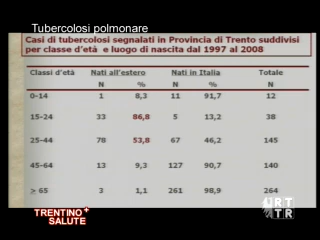 Tubercolosi polmonare
Casi di tubercolosi segnalati in Provincia di Trento suddivisi
per classe d'età e luogo di nascita dal 1997 al 2008
Classi d'età Nati all'estero Nati in Italia Totale
N % N % N
0-14 1 8,3 11 91,7 12
15-24 33 86,8 5 13,2 38
25-44 78 53,8 67 46,2 145
45-64 13 9,3 127 90,7 140
≥ 65 3 1,1 261 98,9 264
TRENTINO+
SALUTE
RT
TR